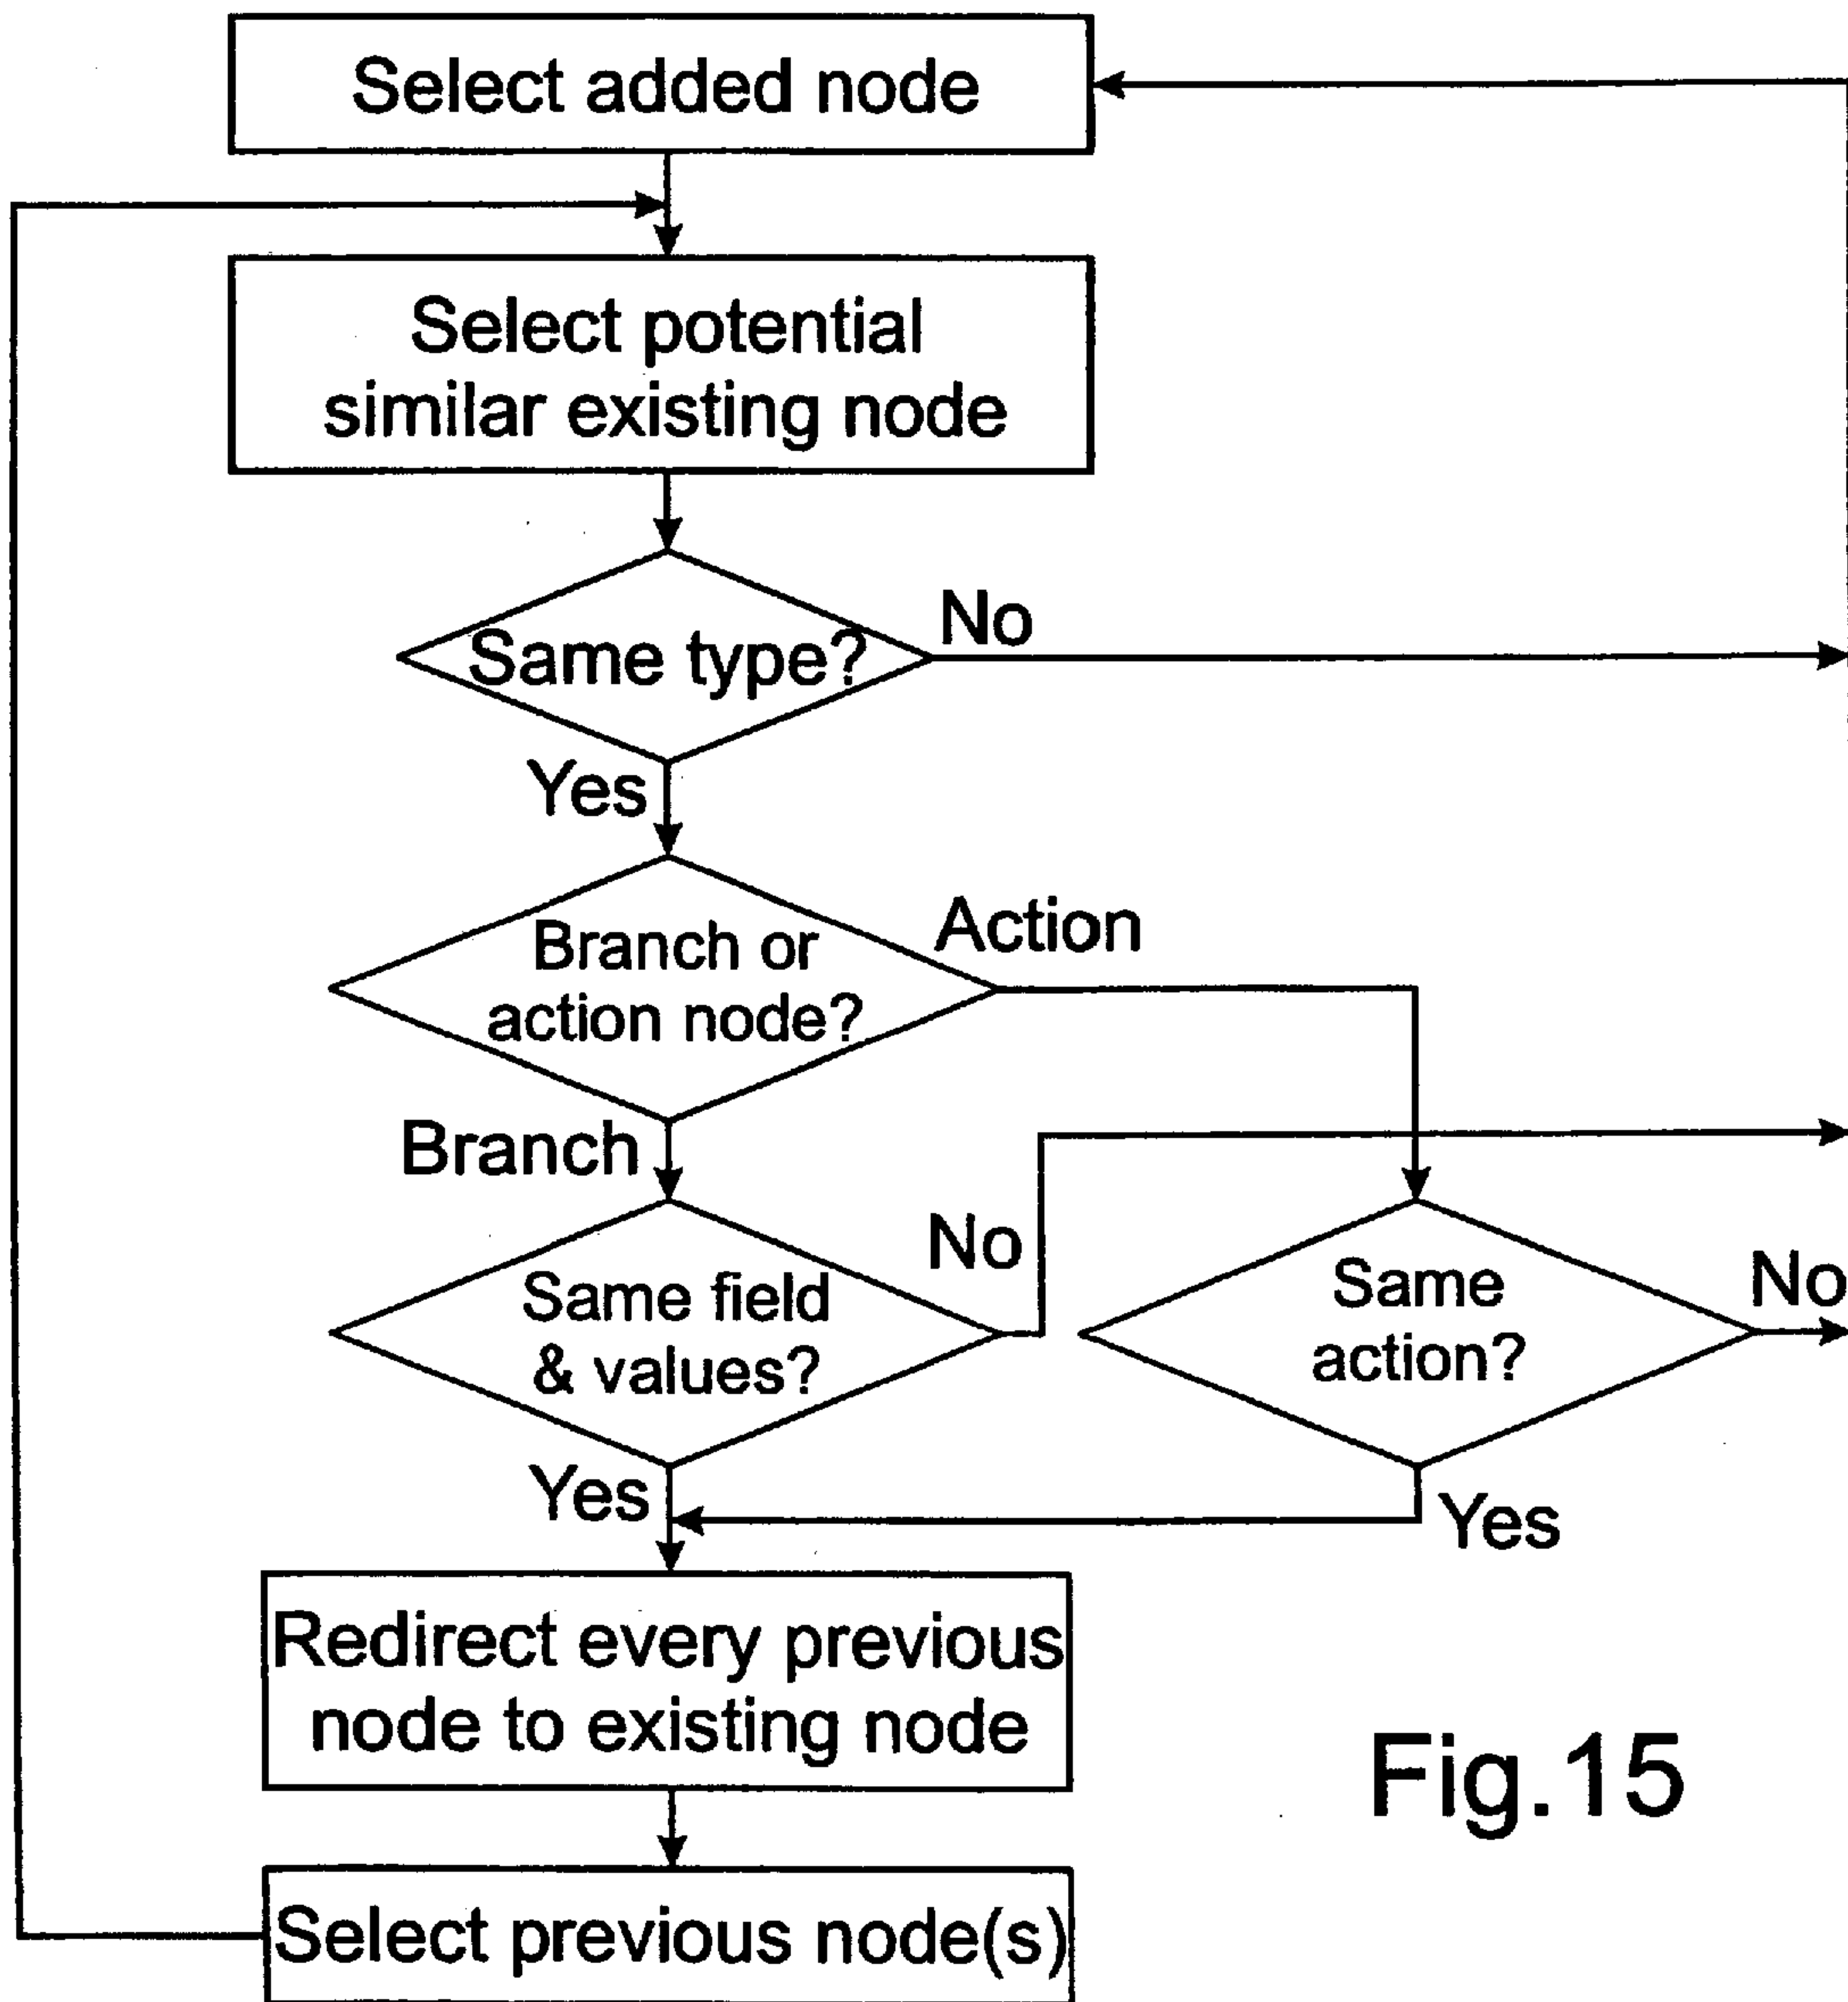 Select added node
Select potential
similar existing node
No
Same type?
Yes
Action
Branch or
action node?
Branch
No
Same field
& values?
Same
action?
No
Yes
Yes
Redirect every previous
node to existing node
Fig.15
Select previous node(s)